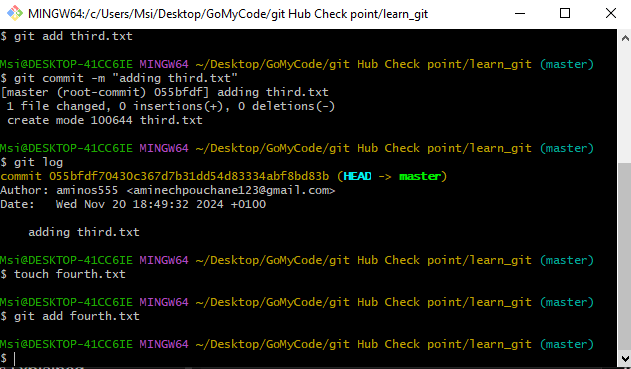 MINGW64:/c/Users/Msi/Desktop/GoMyCode/git Hub Check point/learn_git
$ git add third.txt
Msi@DESKTOP-41CC6IE MINGW64 ~/Desktop/GoMyCode/git Hub Check point/learn_git (master)
$ git commit -m "adding third.txt"
[master (root-commit) 055bfdf] adding third.txt
 1 file changed, 0 insertions(+), 0 deletions(-)
 create mode 100644 third.txt
Msi@DESKTOP-41CC6IE MINGW64 ~/Desktop/GoMyCode/git Hub Check point/learn_git (master)
$ git log
commit 055bfdf70430c367d7b31dd54d83334abf8bd83b (HEAD -> master)
Author: aminos555 <aminechpouchane123@gmail.com>
Date:   Wed Nov 20 18:49:32 2024 +0100
    adding third.txt
Msi@DESKTOP-41CC6IE MINGW64 ~/Desktop/GoMyCode/git Hub Check point/learn_git (master)
$ touch fourth.txt
Msi@DESKTOP-41CC6IE MINGW64 ~/Desktop/GoMyCode/git Hub Check point/learn_git (master)
$ git add fourth.txt
Msi@DESKTOP-41CC6IE MINGW64 ~/Desktop/GoMyCode/git Hub Check point/learn_git (master)
$